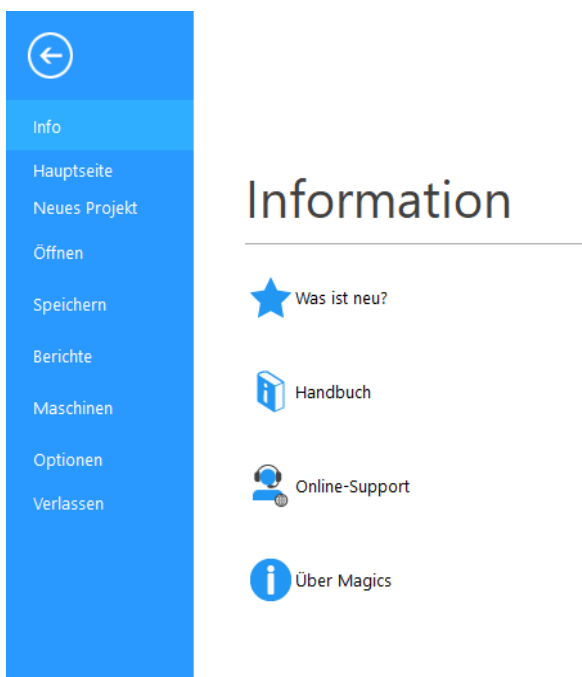 Info
Hauptseite
Neues Projekt
Öffnen
Speichern
Berichte
Maschinen
Optionen
Verlassen
Information
Was ist neu?
Handbuch
Online-Support
Über Magics